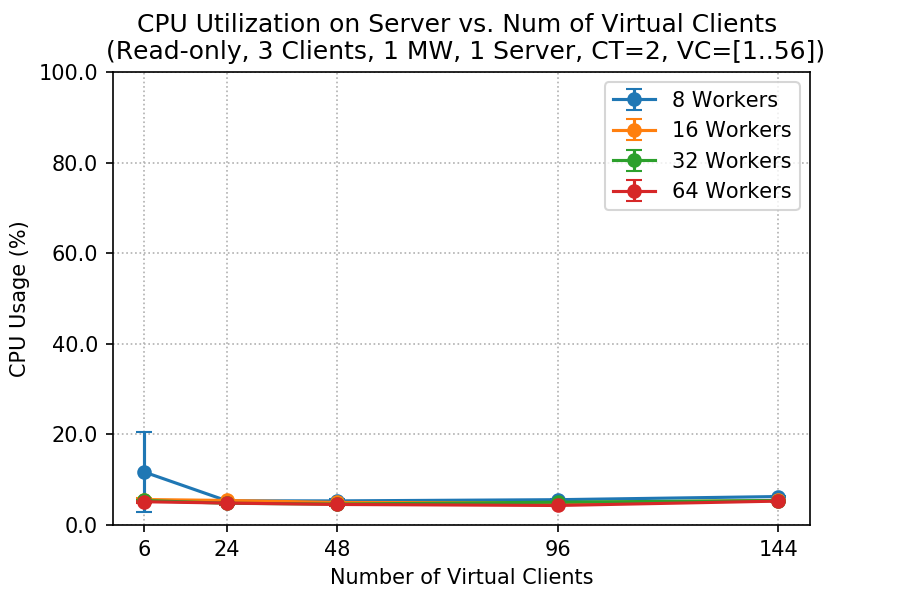 CPU Utilization on Server vs. Num of Virtual Clients
(Read-only, 3 Clients, 1 MW, 1 Server, CT=2, VC=[1..56])
100.0
80.0
60.0
40.0
20.0
0.0
CPU Usage (%)
8 Workers
16 Workers
32 Workers
64 Workers
6 24 48 96 144
Number of Virtual Clients